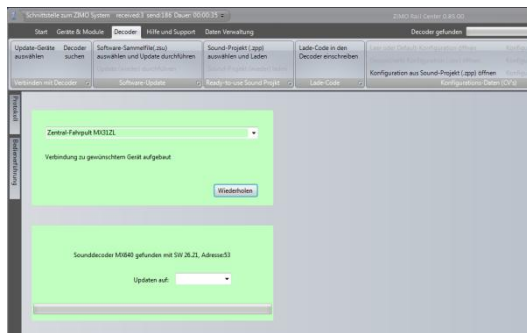 Schnittstelle zum ZIMO System received:3 send:186 Dauer: 00:00:35
ZIMO Rail Center 0.85.00
Start Geräte & Module Decoder Hilfe und Support Daten Verwaltung
Decoder gefunden
Update-Geräte auswählen
Decoder suchen
Verbinden mit Decoder
Software-Sammelfile(.zsu) auswählen und Update durchführen
Software-Update
Sound-Projekt (.zpp) auswählen und Laden
Ready-to-use Sound Projekt
Lade-Code in den Decoder einschreiben
Lade-Code
Konfiguration aus Sound-Projekt (.zpp) öffnen
Konfigurations-Daten (CV's)
Protokoll
Bedienerführung
Zentral-Fahrpult MX31ZL
Verbindung zu gewünschtem Gerät aufgebaut
Wiederholen
Sounddecoder MX640 gefunden mit SW 26.21, Adresse:53
Updaten auf: